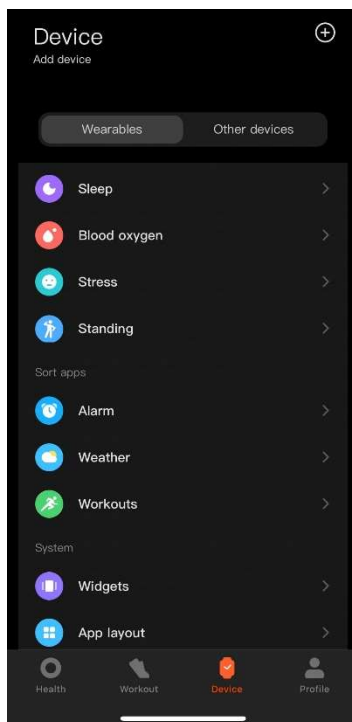 Device
Add device
Wearables Other devices
Sleep
Blood oxygen
Stress
Standing
Sort apps
Alarm
Weather
Workouts
System
Widgets
App layout
Health Workout Device Profile